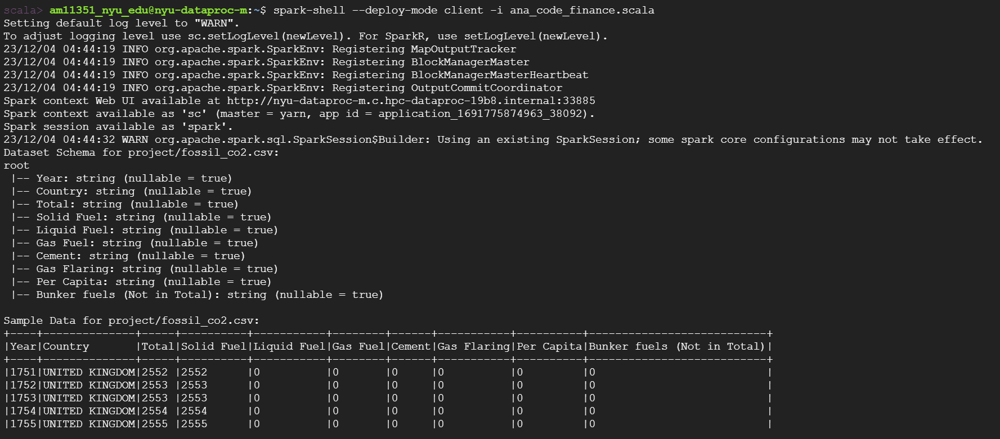 scala> am11351_nyu_edu@nyu-dataproc-m:~$ spark-shell --deploy-mode client -i ana_code_finance.scala
Setting default log level to "WARN".
To adjust logging level use sc.setLogLevel(newLevel). For SparkR, use setLogLevel(newLevel).
23/12/04 04:44:19 INFO org.apache.spark.SparkEnv: Registering MapOutputTracker
23/12/04 04:44:19 INFO org.apache.spark.SparkEnv: Registering BlockManagerMaster
23/12/04 04:44:19 INFO org.apache.spark.SparkEnv: Registering BlockManagerMasterHeartbeat
23/12/04 04:44:19 INFO org.apache.spark.SparkEnv: Registering OutputCommitCoordinator
Spark context Web UI available at http://nyu-dataproc-m.c.hpc-dataproc-19b8.internal:33885
Spark context available as 'sc' (master = yarn, app id = application_1691775874963_38092).
Spark session available as 'spark'.
23/12/04 04:44:32 WARN org.apache.spark.sql.SparkSession$Builder: Using an existing SparkSession; some spark core configurations may not take effect.
Dataset Schema for project/fossil_co2.csv:
root
 |-- Year: string (nullable = true)
 |-- Country: string (nullable = true)
 |-- Total: string (nullable = true)
 |-- Solid Fuel: string (nullable = true)
 |-- Liquid Fuel: string (nullable = true)
 |-- Gas Fuel: string (nullable = true)
 |-- Cement: string (nullable = true)
 |-- Gas Flaring: string (nullable = true)
 |-- Per Capita: string (nullable = true)
 |-- Bunker fuels (Not in Total): string (nullable = true)

Sample Data for project/fossil_co2.csv:
+----+--------------+-----+----------+-----------+--------+------+-----------+----------+---------------------------+
|Year|Country       |Total|Solid Fuel|Liquid Fuel|Gas Fuel|Cement|Gas Flaring|Per Capita|Bunker fuels (Not in Total)|
+----+--------------+-----+----------+-----------+--------+------+-----------+----------+---------------------------+
|1751|UNITED KINGDOM|2552 |2552      |0          |0       |0     |0          |0         |0                          |
|1752|UNITED KINGDOM|2553 |2553      |0          |0       |0     |0          |0         |0                          |
|1753|UNITED KINGDOM|2553 |2553      |0          |0       |0     |0          |0         |0                          |
|1754|UNITED KINGDOM|2554 |2554      |0          |0       |0     |0          |0         |0                          |
|1755|UNITED KINGDOM|2555 |2555      |0          |0       |0     |0          |0         |0                          |